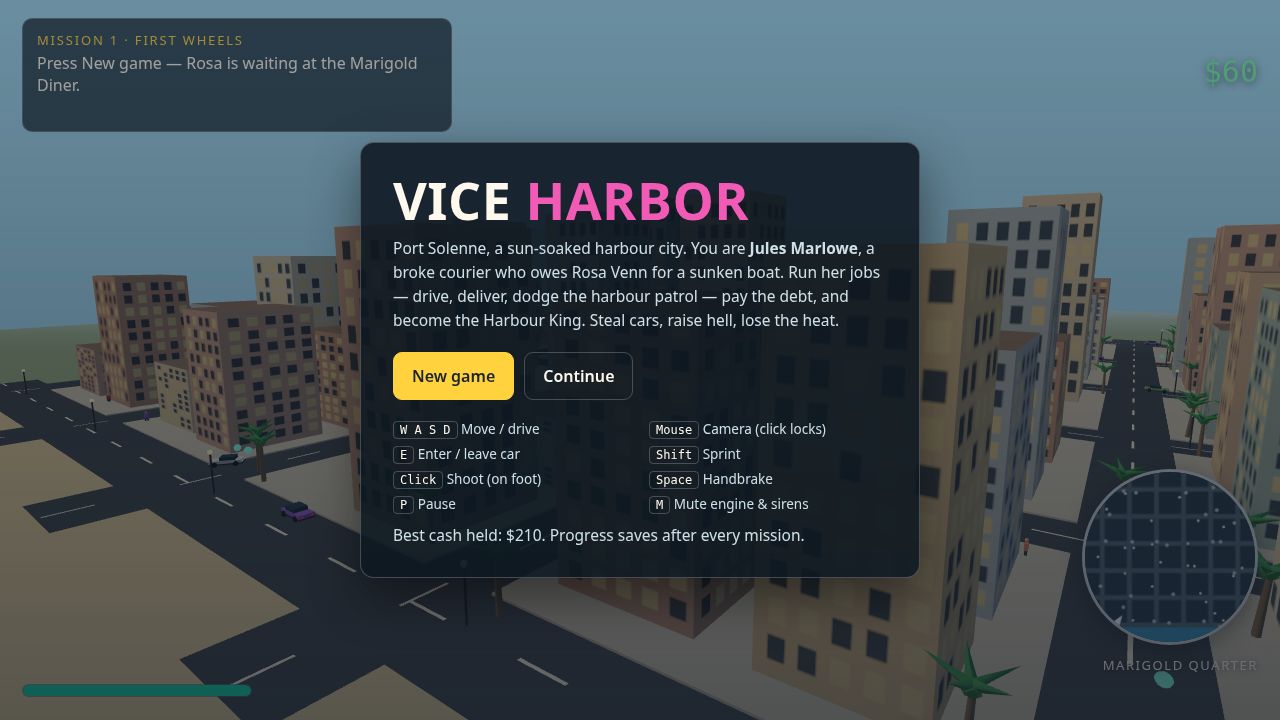 MISSION 1 · FIRST WHEELS
Press New game — Rosa is waiting at the Marigold
Diner.
$60
VICE HARBOR
Port Solenne, a sun-soaked harbour city. You are Jules Marlowe, a
broke courier who owes Rosa Venn for a sunken boat. Run her jobs
— drive, deliver, dodge the harbour patrol — pay the debt, and
become the Harbour King. Steal cars, raise hell, lose the heat.
New game
Continue
W A S D Move / drive
Mouse Camera (click locks)
E Enter / leave car
Shift Sprint
Click Shoot (on foot)
Space Handbrake
P Pause
M Mute engine & sirens
Best cash held: $210. Progress saves after every mission.
MARIGOLD QUARTER